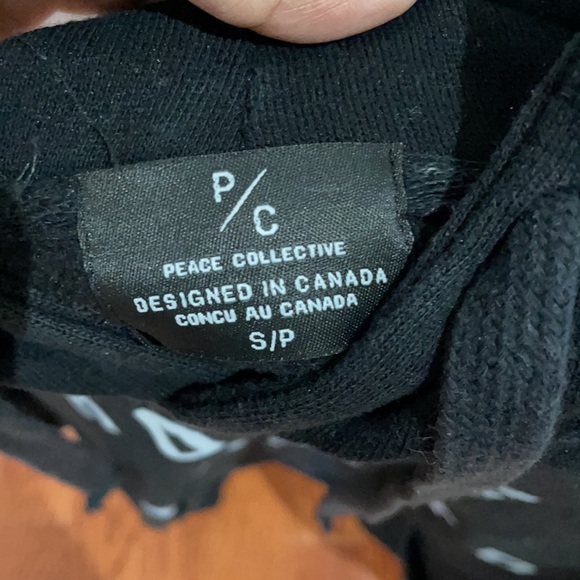 P/C
PEACE COLLECTIVE
DESIGNED IN CANADA
CONCU AU CANADA
S/P